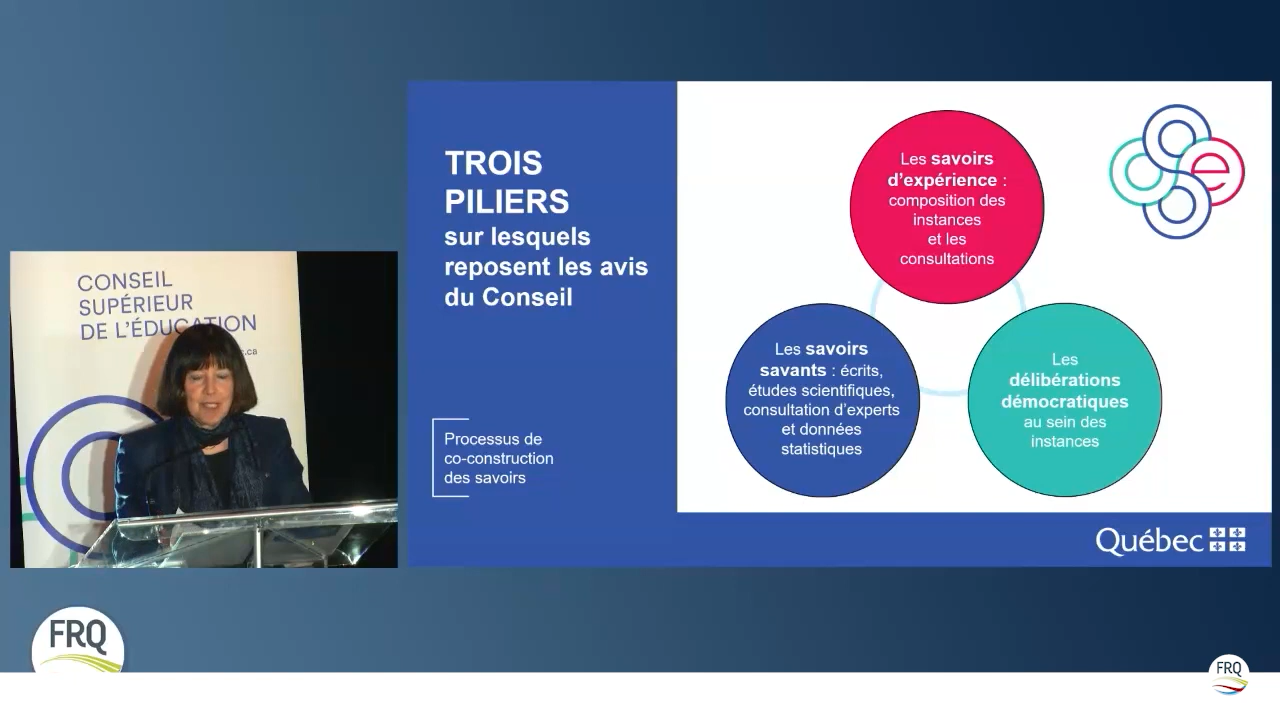 TROIS
PILIERS
sur lesquels
reposent les avis
du Conseil
Processus de
co-construction
des savoirs
Les savoirs
d'expérience :
composition des
instances
et les
consultations
Les savoirs
savants : écrits,
études scientifiques,
consultation d'experts
et données
statistiques
Les
délibérations
démocratiques
au sein des
instances
cse
Québec
CONSEIL
SUPÉRIEUR
DE L'ÉDUCATION
.ca
FRQ
FRQ